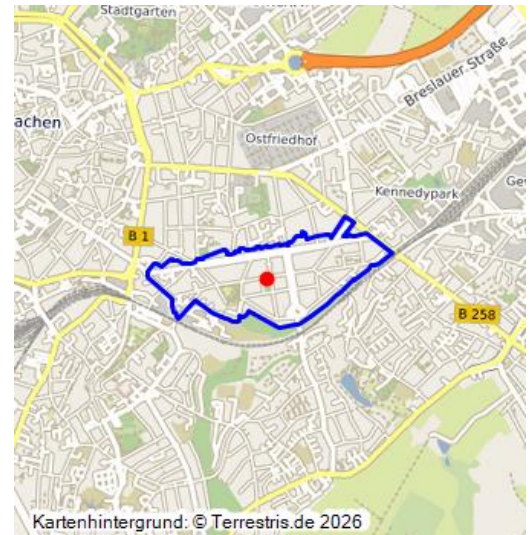 Stadtgarten
Breslauer Straße
achen
Ostfriedhof
Kennedypark
Ge
B 1
B 258
Kartenhintergrund: © Terrestris.de 2026